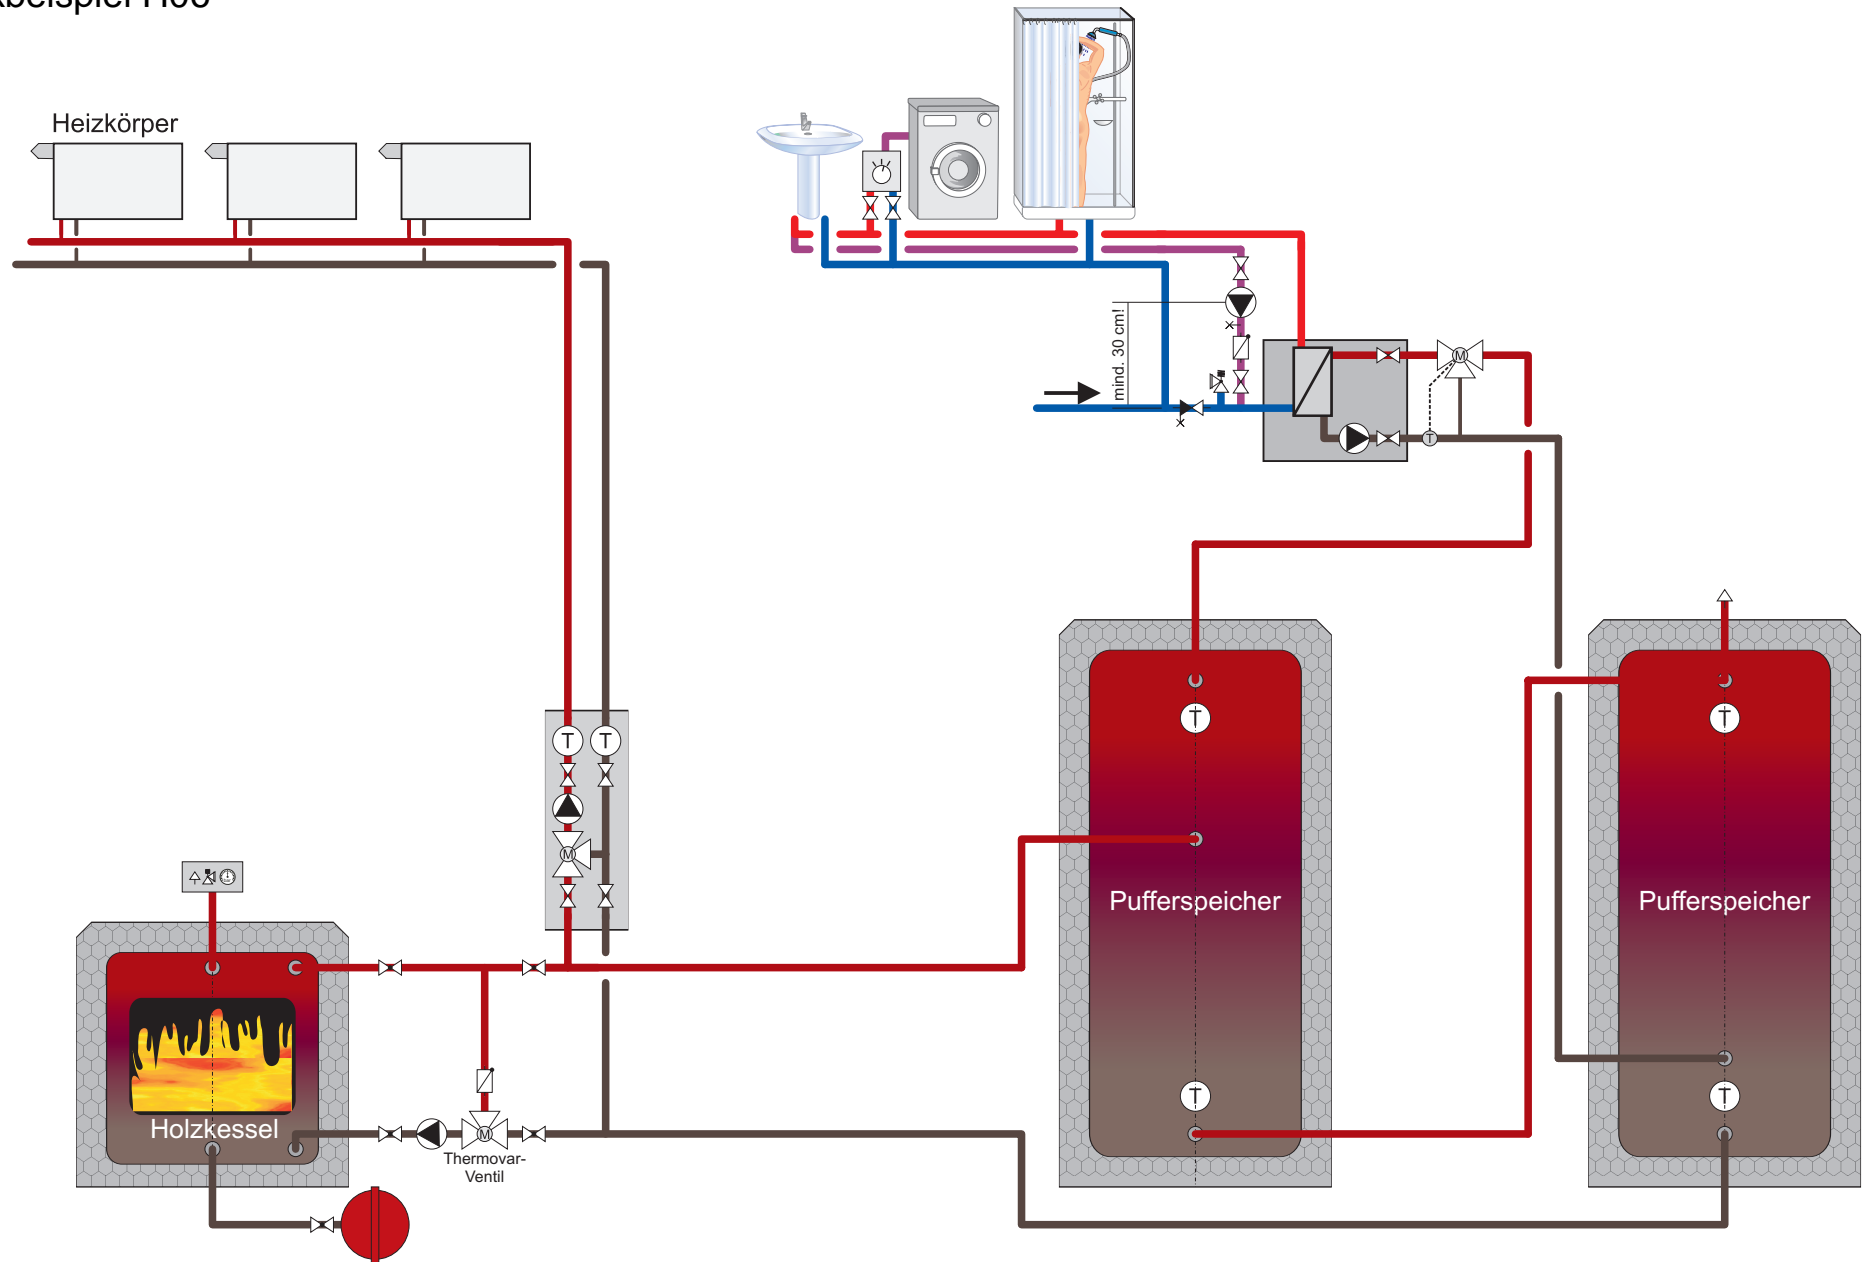 Heizkörper
mind. 30 cm!
M
T
T
T
M
T
T
Pufferspeicher
Pufferspeicher
T
T
Holzkessel
M
Thermovar-
Ventil